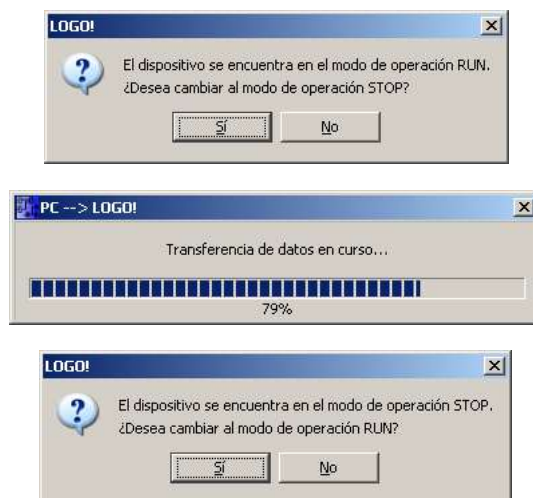 LOGO!
El dispositivo se encuentra en el modo de operación RUN.
¿Desea cambiar al modo de operación STOP?
Sí No
PC --> LOGO!
Transferencia de datos en curso...
79%
LOGO!
El dispositivo se encuentra en el modo de operación STOP.
¿Desea cambiar al modo de operación RUN?
Sí No